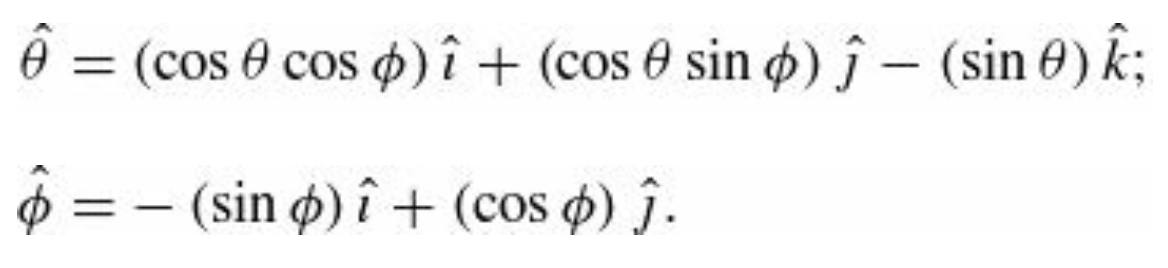 θ̂ = (cos θ cos ϕ) î + (cos θ sin ϕ) ĵ − (sin θ) k̂;
ϕ̂ = − (sin ϕ) î + (cos ϕ) ĵ.